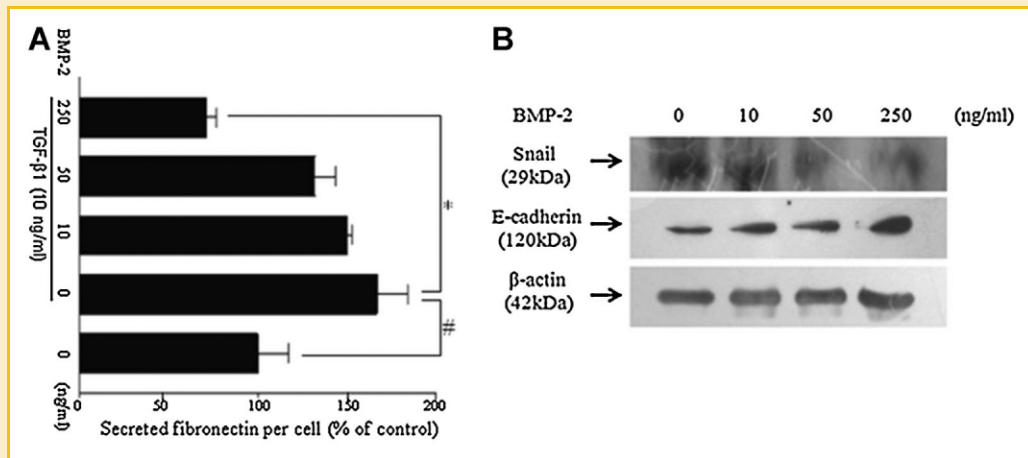 A
BMP-2
250
50
10
0
0
(ng/ml)
TGF-β1 (10 ng/ml)
*
#
0
50
100
150
200
Secreted fibronectin per cell (% of control)
B
BMP-2 0 10 50 250 (ng/ml)
Snail
(29kDa)
E-cadherin
(120kDa)
β-actin
(42kDa)